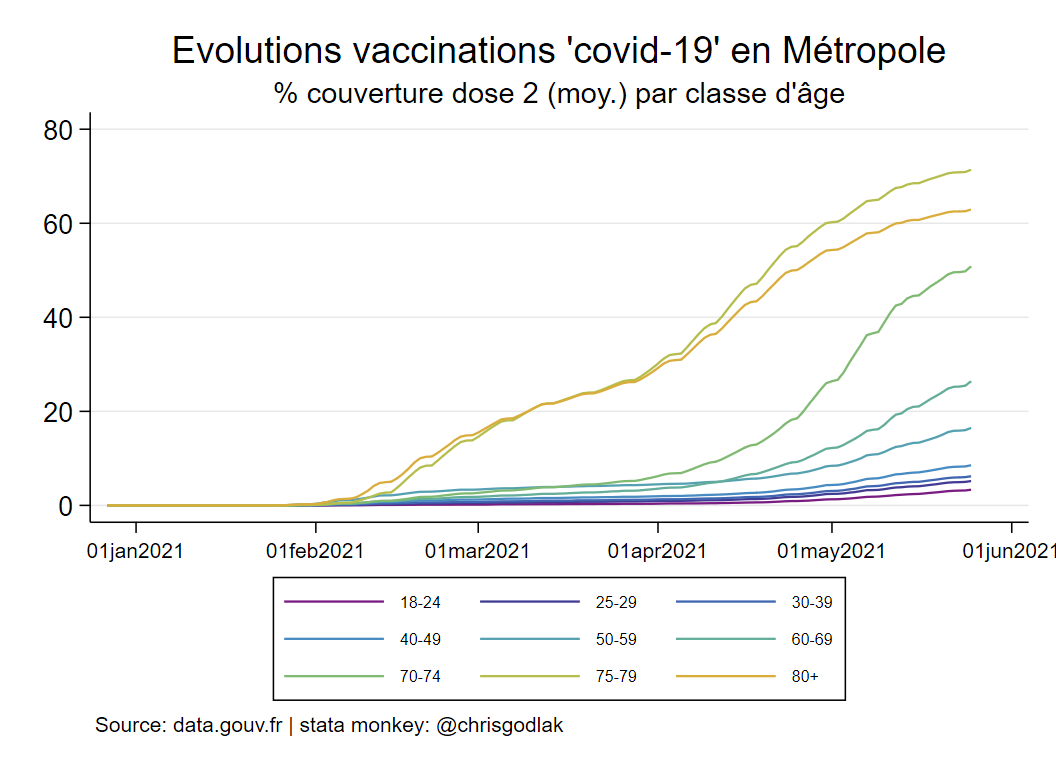 Evolutions vaccinations 'covid-19' en Métropole
% couverture dose 2 (moy.) par classe d'âge
80
60
40
20
0
01jan2021 01feb2021 01mar2021 01apr2021 01may2021 01jun2021
18-24 25-29 30-39
40-49 50-59 60-69
70-74 75-79 80+
Source: data.gouv.fr | stata monkey: @chrisgodlak